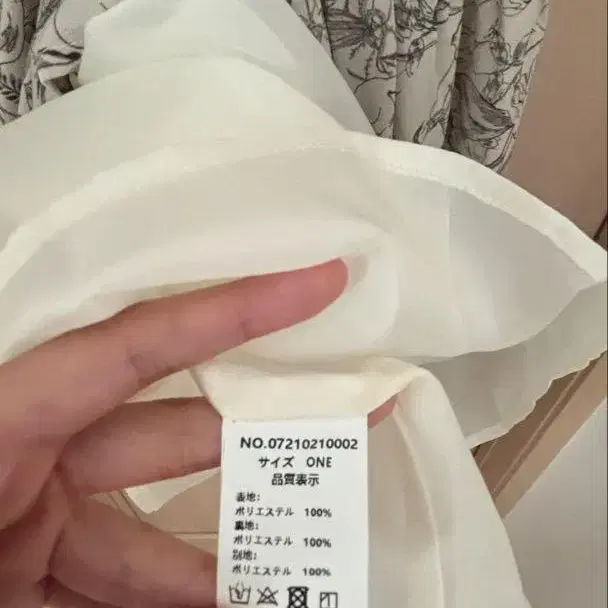 NO.07210210002
サイズ ONE
品質表示
表地:
ポリエステル 100%
裏地:
ポリエステル 100%
別地:
ポリエステル 100%